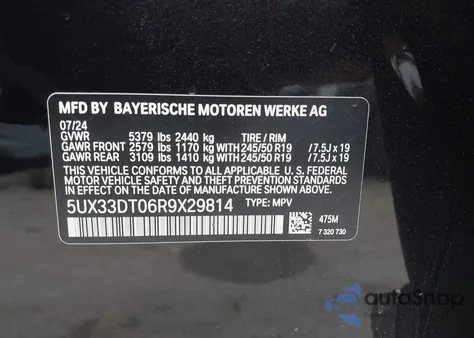 MFD BY BAYERISCHE MOTOREN WERKE AG
07/24
GVWR 5379 lbs 2440 kg TIRE / RIM
GAWR FRONT 2579 lbs 1170 kg WITH 245/50 R19 /7.5J x 19
GAWR REAR 3109 lbs 1410 kg WITH 245/50 R19 /7.5J x 19
THIS VEHICLE CONFORMS TO ALL APPLICABLE U.S. FEDERAL
MOTOR VEHICLE SAFETY AND THEFT PREVENTION STANDARDS
IN EFFECT ON THE DATE OF MANUFACTURE SHOWN ABOVE.
5UX33DT06R9X29814 TYPE: MPV
475M
7 320 730
autoSnap
www.autosnap.net